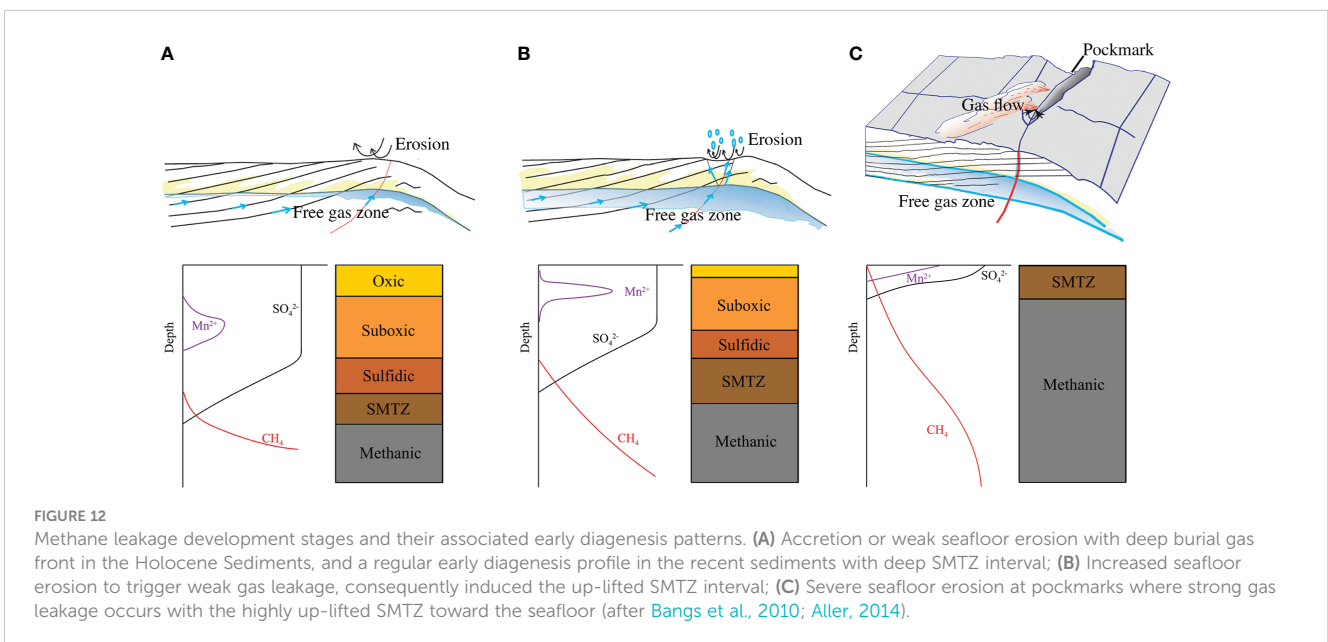 A
B
C
Pockmark
Gas flow
Erosion
Erosion
Free gas zone
Free gas zone
Free gas zone
Depth
Mn²⁺
SO₄²⁻
CH₄
Oxic
Suboxic
Sulfidic
SMTZ
Methanic
Depth
Mn²⁺
SO₄²⁻
CH₄
Suboxic
Sulfidic
SMTZ
Methanic
Depth
Mn²⁺
SO₄²⁻
CH₄
SMTZ
Methanic
FIGURE 12
Methane leakage development stages and their associated early diagenesis patterns. (A) Accretion or weak seafloor erosion with deep burial gas
front in the Holocene Sediments, and a regular early diagenesis profile in the recent sediments with deep SMTZ interval; (B) Increased seafloor
erosion to trigger weak gas leakage, consequently induced the up-lifted SMTZ interval; (C) Severe seafloor erosion at pockmarks where strong gas
leakage occurs with the highly up-lifted SMTZ toward the seafloor (after Bangs et al., 2010; Aller, 2014).